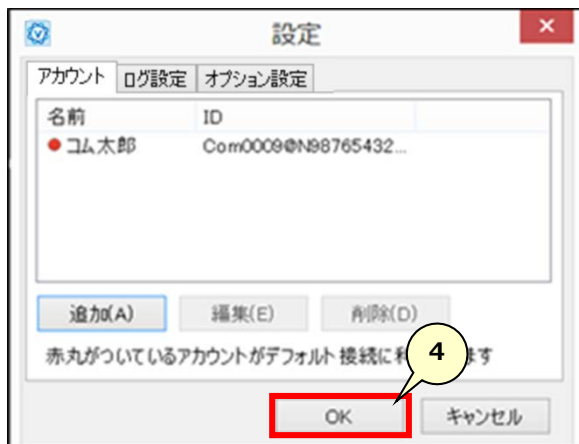 設定
アカウント ログ設定 オプション設定
名前 ID
コム太郎 Com0009@N98765432...
追加(A) 編集(E) 削除(D)
赤丸がついているアカウントがデフォルト接続に利 ます
4
OK キャンセル